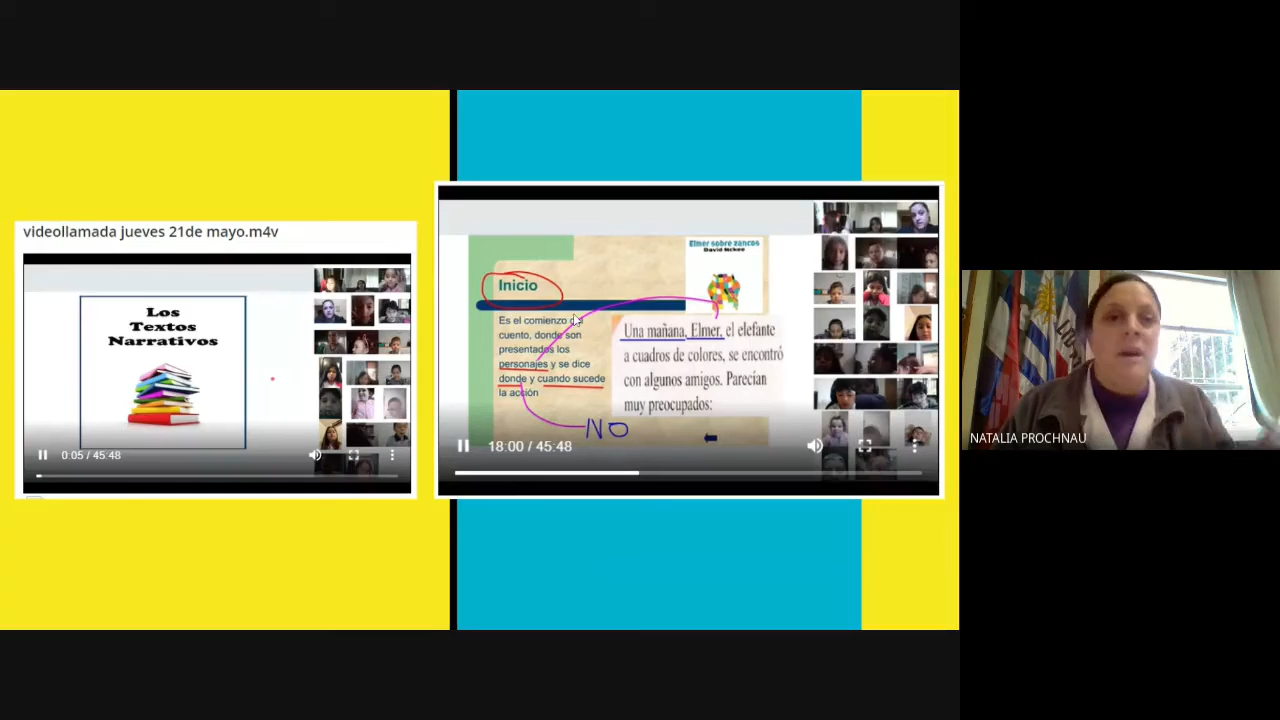 videollamada jueves 21de mayo.m4v
Los
Textos
Narrativos
0:05 / 45:48
Elmer sobre zancos
David McKee
Inicio
Es el comienzo del
cuento, donde son
presentados los
personajes y se dice
donde y cuando sucede
la acción
Una mañana, Elmer, el elefante
a cuadros de colores, se encontró
con algunos amigos. Parecían
muy preocupados:
NO
18:00 / 45:48
NATALIA PROCHNAU